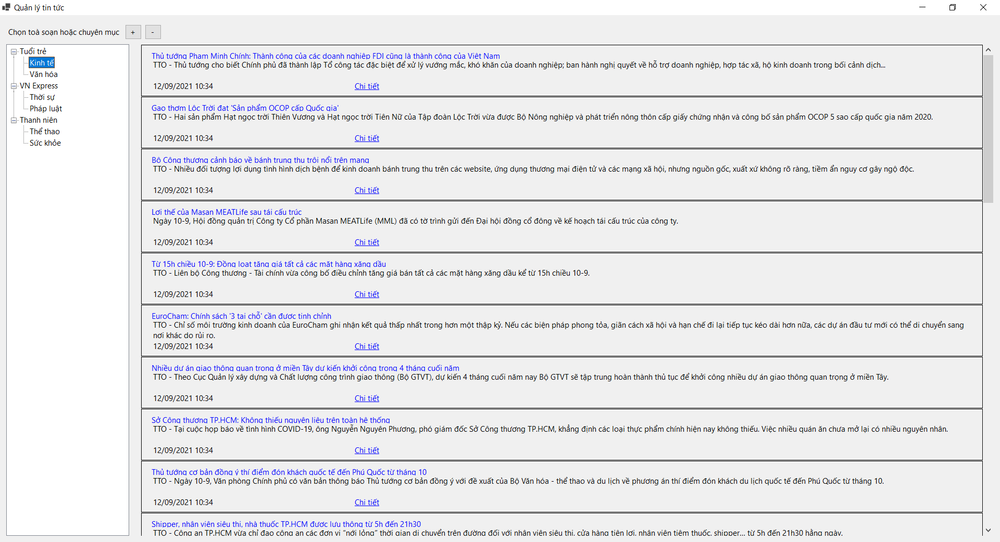 Quản lý tin tức
Chọn toà soạn hoặc chuyên mục + -
Tuổi trẻ
Kinh tế
Văn hóa
VN Express
Thời sự
Pháp luật
Thanh niên
Thể thao
Sức khỏe
Thủ tướng Phạm Minh Chính: Thành công của các doanh nghiệp FDI cũng là thành công của Việt Nam
TTO - Thủ tướng cho biết Chính phủ đã thành lập Tổ công tác đặc biệt để xử lý vướng mắc, khó khăn của doanh nghiệp; ban hành nghị quyết về hỗ trợ doanh nghiệp, hợp tác xã, hộ kinh doanh trong bối cảnh dịch...
12/09/2021 10:34 Chi tiết
Gạo thơm Lộc Trời đạt 'Sản phẩm OCOP cấp Quốc gia'
TTO - Hai sản phẩm Hạt ngọc trời Thiên Vương và Hạt ngọc trời Tiên Nữ của Tập đoàn Lộc Trời vừa được Bộ Nông nghiệp và phát triển nông thôn cấp giấy chứng nhận và công bố sản phẩm OCOP 5 sao cấp quốc gia năm 2020.
12/09/2021 10:34 Chi tiết
Bộ Công thương cảnh báo về bánh trung thu trôi nổi trên mạng
TTO - Nhiều đối tượng lợi dụng tình hình dịch bệnh để kinh doanh bánh trung thu trên các website, ứng dụng thương mại điện tử và các mạng xã hội, nhưng nguồn gốc, xuất xứ không rõ ràng, tiềm ẩn nguy cơ gây ngộ độc.
12/09/2021 10:34 Chi tiết
Lợi thế của Masan MEATLife sau tái cấu trúc
Ngày 10-9, Hội đồng quản trị Công ty Cổ phần Masan MEATLife (MML) đã có tờ trình gửi đến Đại hội đồng cổ đông về kế hoạch tái cấu trúc của công ty.
12/09/2021 10:34 Chi tiết
Từ 15h chiều 10-9: Đồng loạt tăng giá tất cả các mặt hàng xăng dầu
TTO - Liên bộ Công thương - Tài chính vừa công bố điều chỉnh tăng giá bán tất cả các mặt hàng xăng dầu kể từ 15h chiều 10-9.
12/09/2021 10:34 Chi tiết
EuroCham: Chính sách '3 tại chỗ' cần được tinh chỉnh
TTO - Chỉ số môi trường kinh doanh của EuroCham ghi nhận kết quả thấp nhất trong hơn một thập kỷ. Nếu các biện pháp phong tỏa, giãn cách xã hội và hạn chế đi lại tiếp tục kéo dài hơn nữa, các dự án đầu tư mới có thể di chuyển sang
nơi khác do rủi ro.
12/09/2021 10:34 Chi tiết
Nhiều dự án giao thông quan trọng ở miền Tây dự kiến khởi công trong 4 tháng cuối năm
TTO - Theo Cục Quản lý xây dựng và Chất lượng công trình giao thông (Bộ GTVT), dự kiến 4 tháng cuối năm nay Bộ GTVT sẽ tập trung hoàn thành thủ tục để khởi công nhiều dự án giao thông quan trọng ở miền Tây.
12/09/2021 10:34 Chi tiết
Sở Công thương TP.HCM: Không thiếu nguyên liệu trên toàn hệ thống
TTO - Tại cuộc họp báo về tình hình COVID-19, ông Nguyễn Nguyên Phương, phó giám đốc Sở Công thương TP.HCM, khẳng định các loại thực phẩm chính hiện nay không thiếu. Việc nhiều quán ăn chưa mở lại có nhiều nguyên nhân.
12/09/2021 10:34 Chi tiết
Thủ tướng cơ bản đồng ý thí điểm đón khách quốc tế đến Phú Quốc từ tháng 10
TTO - Ngày 10-9, Văn phòng Chính phủ có văn bản thông báo Thủ tướng cơ bản đồng ý với đề xuất của Bộ Văn hóa - thể thao và du lịch về phương án thí điểm đón khách du lịch quốc tế đến Phú Quốc từ tháng 10.
12/09/2021 10:34 Chi tiết
Shipper, nhân viên siêu thị, nhà thuốc TP.HCM được lưu thông từ 5h đến 21h30
TTO - Công an TP.HCM vừa chỉ đạo công an các đơn vị “nới lỏng” thời gian di chuyển trên đường đối với nhân viên siêu thị, cửa hàng tiện lợi, nhân viên tiệm thuốc, shipper... từ 5h đến 21h30 hằng ngày.